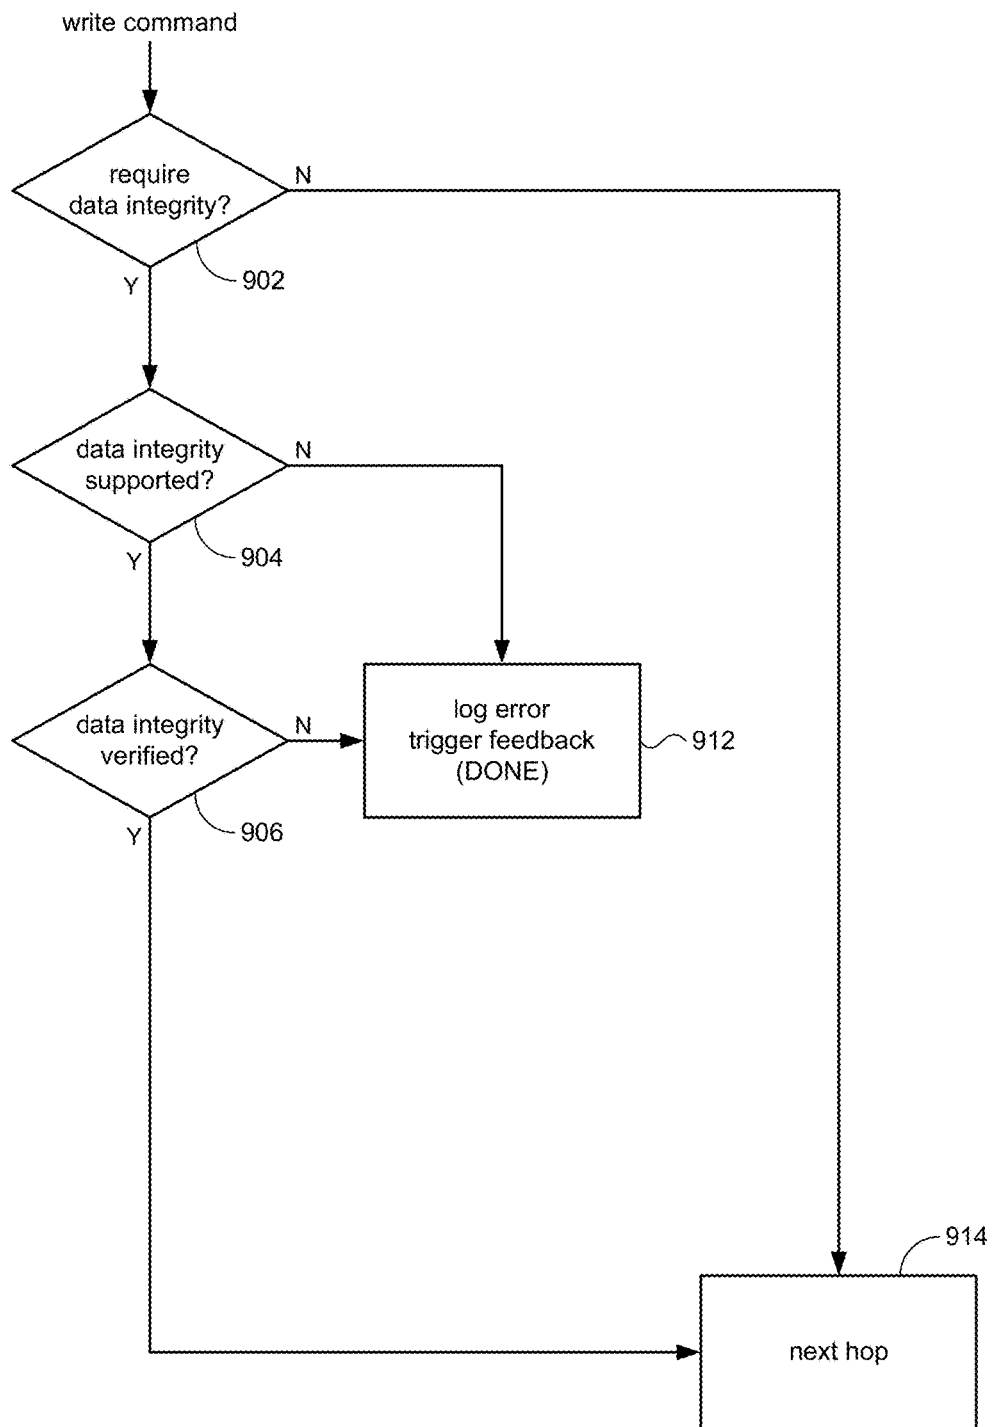 write command
require
data integrity?
N
902
Y
data integrity
supported?
N
904
Y
data integrity
verified?
N
log error
trigger feedback
(DONE)
912
906
Y
914
next hop